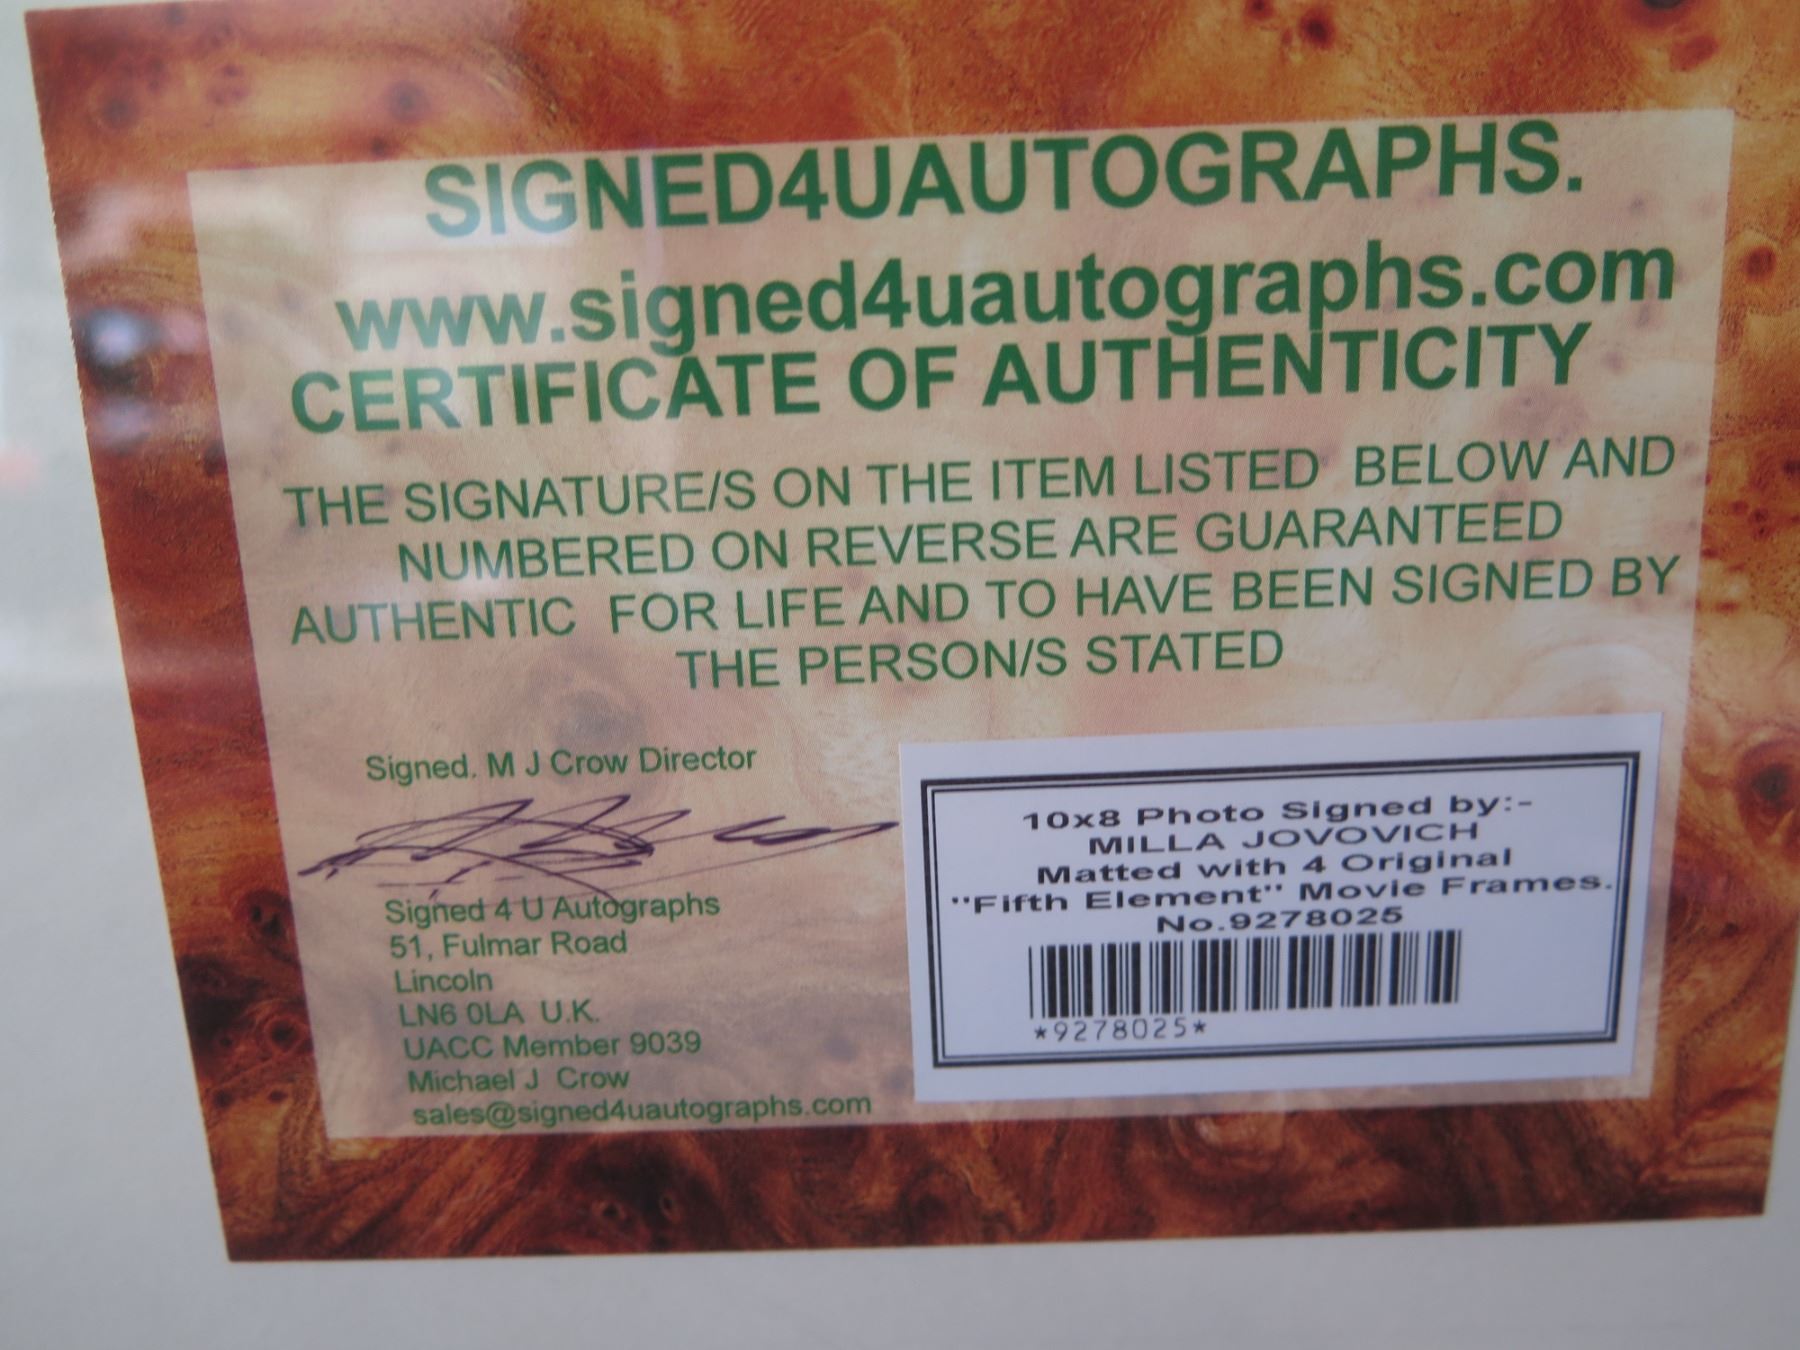 SIGNED4UAUTOGRAPHS.
www.signed4uautographs.com
CERTIFICATE OF AUTHENTICITY
THE SIGNATURE/S ON THE ITEM LISTED BELOW AND
NUMBERED ON REVERSE ARE GUARANTEED
AUTHENTIC FOR LIFE AND TO HAVE BEEN SIGNED BY
THE PERSON/S STATED
Signed. M J Crow Director
Signed 4 U Autographs
51, Fulmar Road
Lincoln
LN6 0LA U.K.
UACC Member 9039
Michael J Crow
sales@signed4uautographs.com
10x8 Photo Signed by:-
MILLA JOVOVICH
Matted with 4 Original
"Fifth Element" Movie Frames.
No.9278025
*9278025*